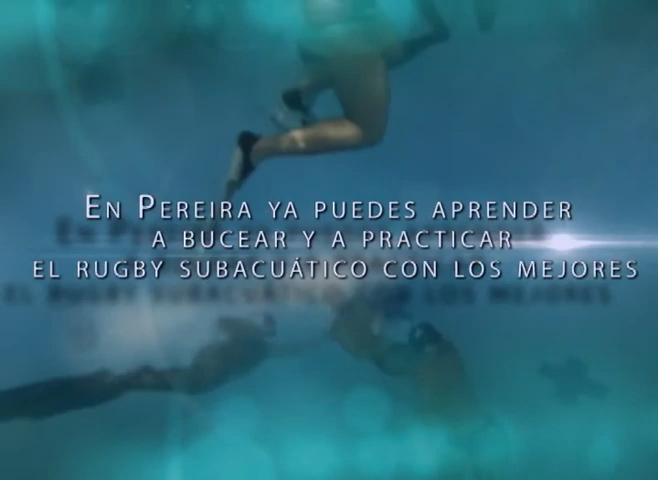 En Pereira ya puedes aprender
a bucear y a practicar
el rugby subacuático con los mejores